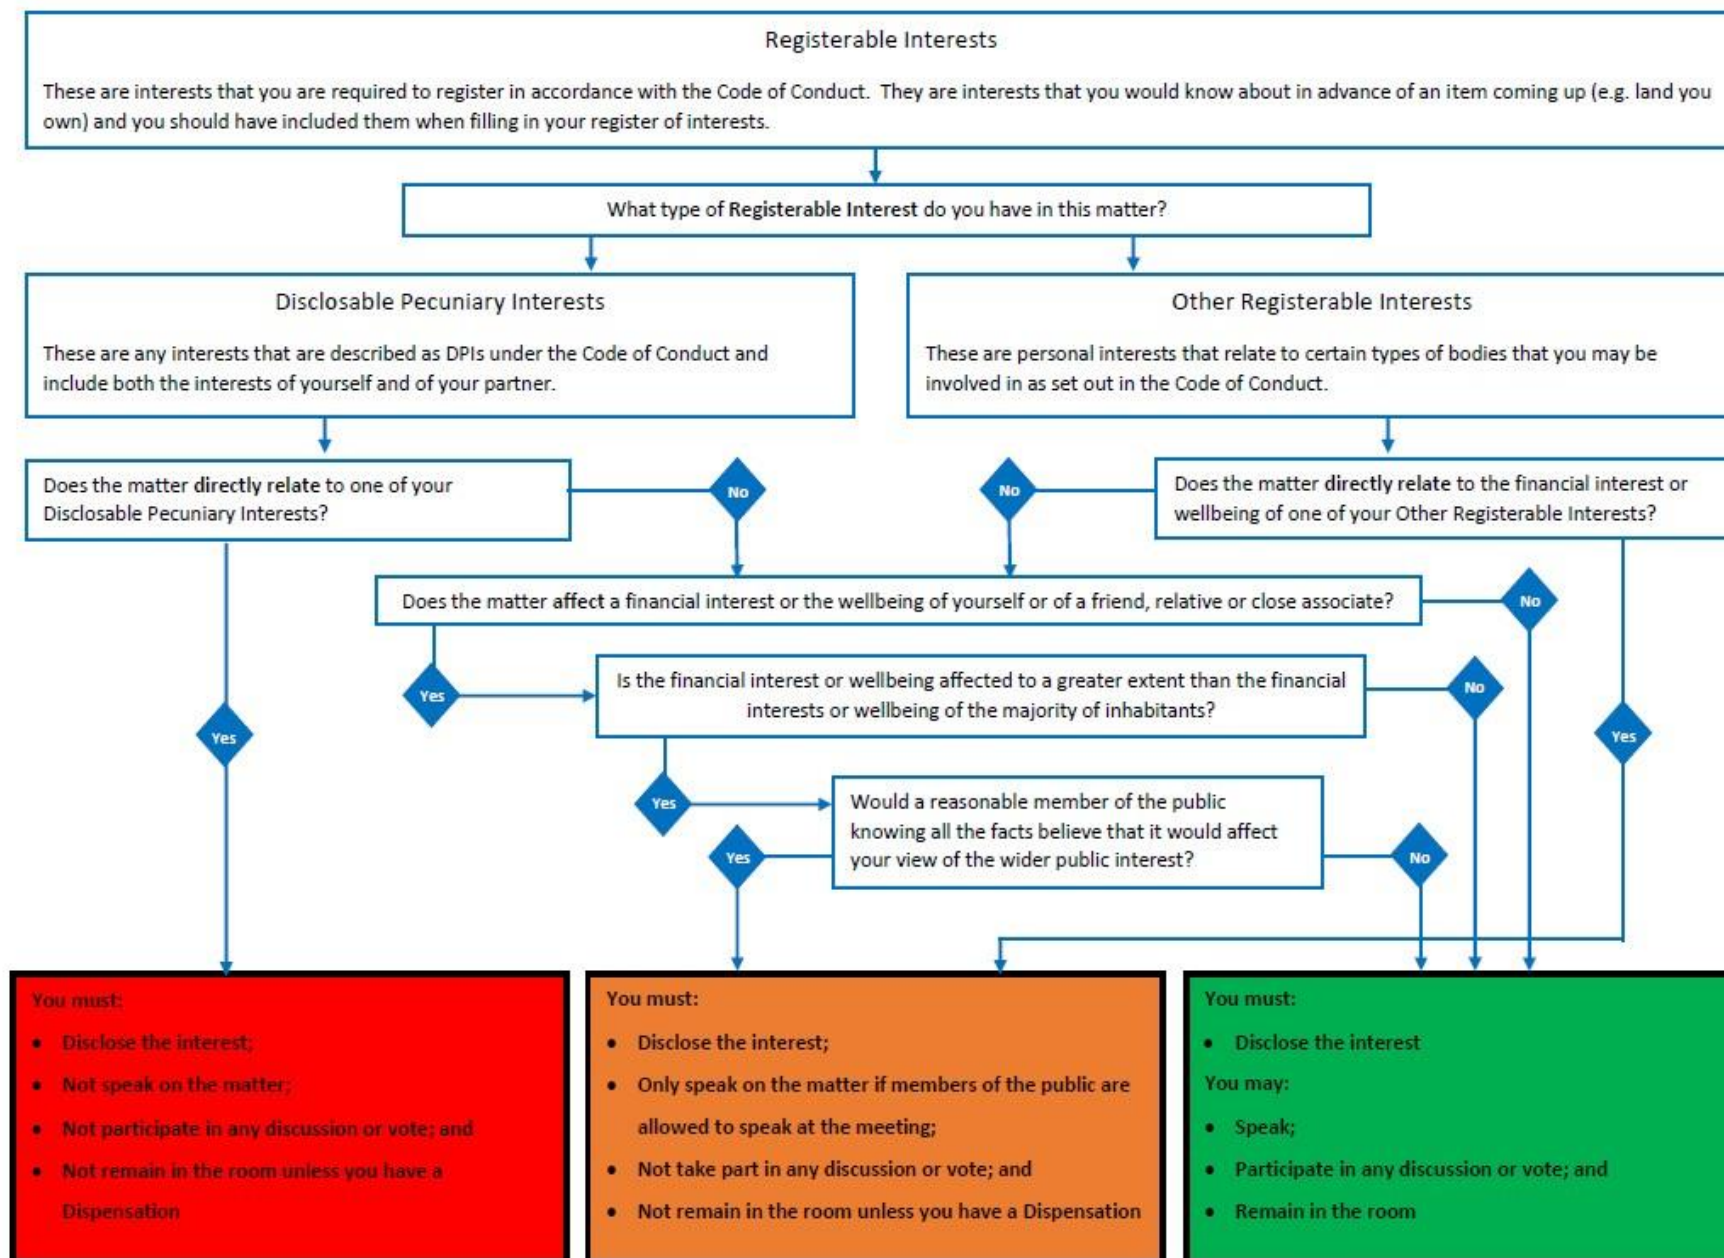 Registerable Interests
These are interests that you are required to register in accordance with the Code of Conduct. They are interests that you would know about in advance of an item coming up (e.g. land you
own) and you should have included them when filling in your register of interests.
What type of Registerable Interest do you have in this matter?
Disclosable Pecuniary Interests
These are any interests that are described as DPIs under the Code of Conduct and
include both the interests of yourself and of your partner.
Other Registerable Interests
These are personal interests that relate to certain types of bodies that you may be
involved in as set out in the Code of Conduct.
Does the matter directly relate to one of your
Disclosable Pecuniary Interests?
No
No
Does the matter directly relate to the financial interest or
wellbeing of one of your Other Registerable Interests?
Does the matter affect a financial interest or the wellbeing of yourself or of a friend, relative or close associate?
No
Yes
Is the financial interest or wellbeing affected to a greater extent than the financial
interests or wellbeing of the majority of inhabitants?
No
Yes
Yes
Yes
Would a reasonable member of the public
knowing all the facts believe that it would affect
your view of the wider public interest?
Yes
No
You must:
• Disclose the interest;
• Not speak on the matter;
• Not participate in any discussion or vote; and
• Not remain in the room unless you have a
Dispensation
You must:
• Disclose the interest;
• Only speak on the matter if members of the public are
allowed to speak at the meeting;
• Not take part in any discussion or vote; and
• Not remain in the room unless you have a Dispensation
You must:
• Disclose the interest
You may:
• Speak;
• Participate in any discussion or vote; and
• Remain in the room